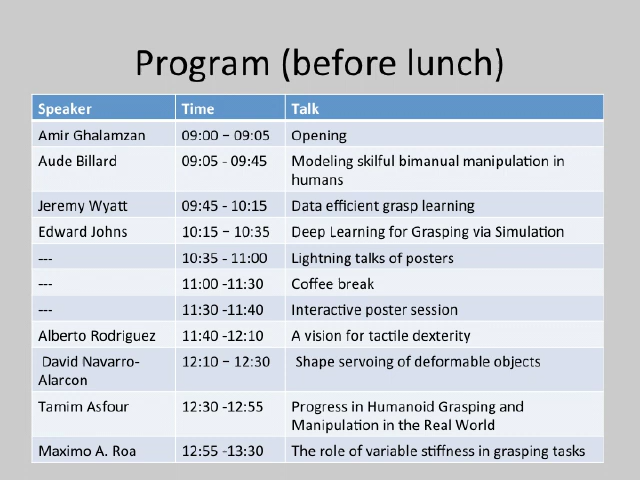 Program (before lunch)
Speaker Time Talk
Amir Ghalamzan 09:00 – 09:05 Opening
Aude Billard 09:05 - 09:45 Modeling skilful bimanual manipulation in
humans
Jeremy Wyatt 09:45 - 10:15 Data efficient grasp learning
Edward Johns 10:15 – 10:35 Deep Learning for Grasping via Simulation
--- 10:35 - 11:00 Lightning talks of posters
--- 11:00 -11:30 Coffee break
--- 11:30 -11:40 Interactive poster session
Alberto Rodriguez 11:40 -12:10 A vision for tactile dexterity
David Navarro- 12:10 – 12:30 Shape servoing of deformable objects
Alarcon
Tamim Asfour 12:30 -12:55 Progress in Humanoid Grasping and
Manipulation in the Real World
Maximo A. Roa 12:55 -13:30 The role of variable stiffness in grasping tasks